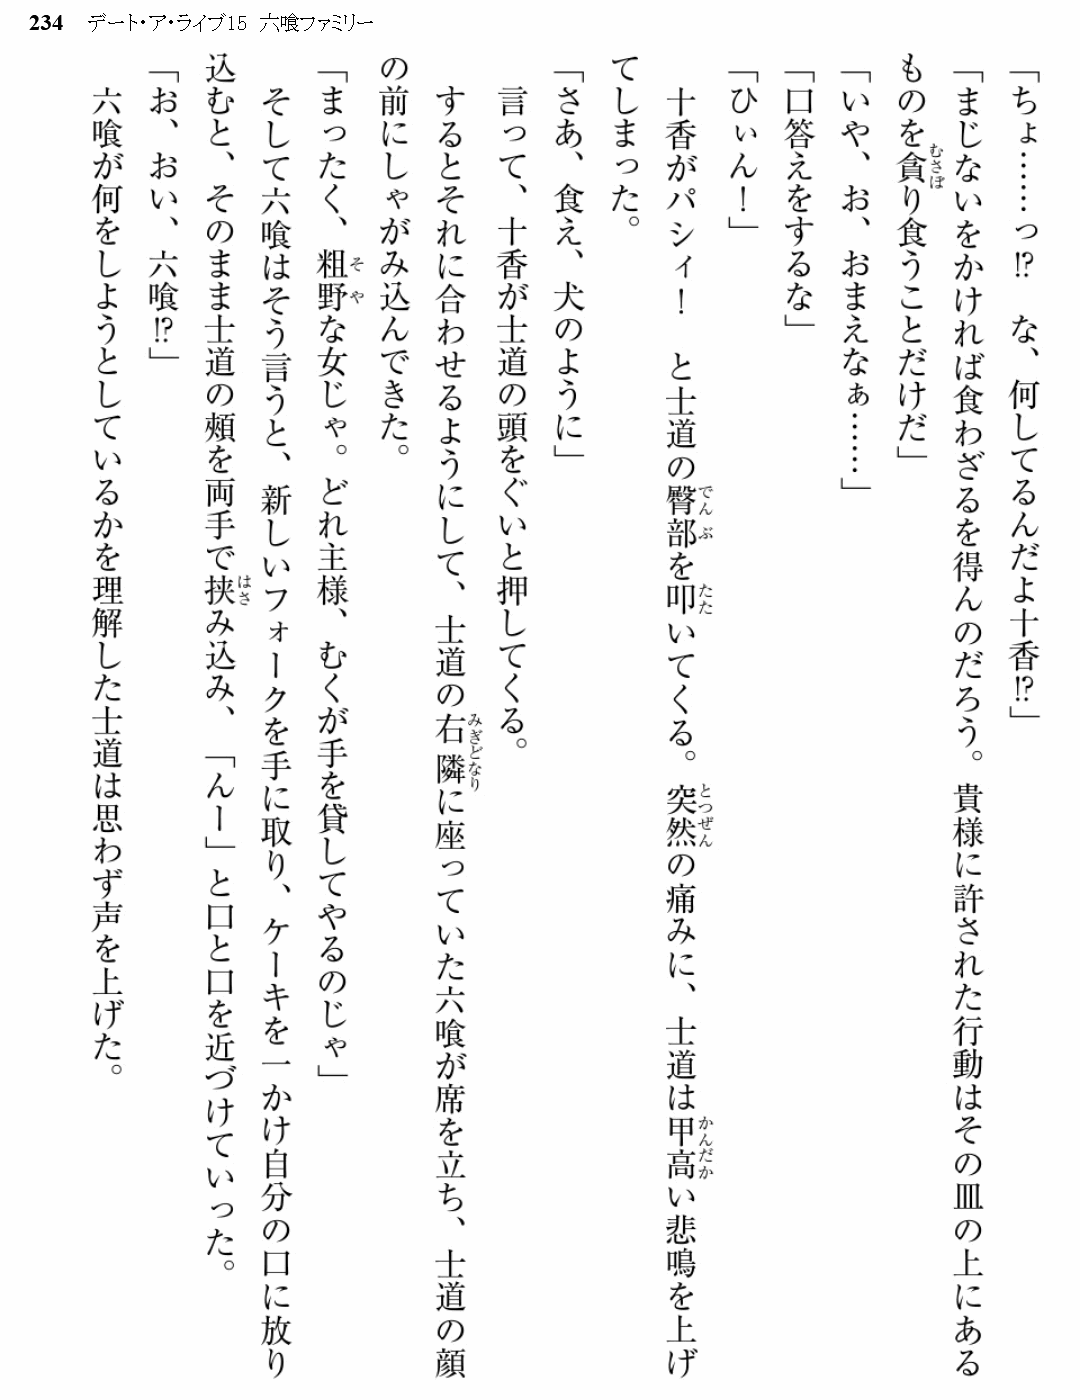 234 デート・ア・ライブ15 六喰ファミリー
「ちょ……っ!? な、何してるんだよ十香!?」
「まじないをかければ食わざるを得んのだろう。貴様に許された行動はその皿の上にある
ものを貪り食うことだけだ」
「いや、お、おまえなぁ……」
「口答えをするな」
「ひぃん！」
十香がパシィ！ と士道の臀部を叩いてくる。突然の痛みに、士道は甲高い悲鳴を上げ
てしまった。
「さあ、食え、犬のように」
言って、十香が士道の頭をぐいと押してくる。
するとそれに合わせるようにして、士道の右隣に座っていた六喰が席を立ち、士道の顔
の前にしゃがみ込んできた。
「まったく、粗野な女じゃ。どれ主様、むくが手を貸してやるのじゃ」
そして六喰はそう言うと、新しいフォークを手に取り、ケーキを一かけ自分の口に放り
込むと、そのまま士道の頬を両手で挟み込み、「んー」と口と口を近づけていった。
「お、おい、六喰!?」
六喰が何をしようとしているかを理解した士道は思わず声を上げた。